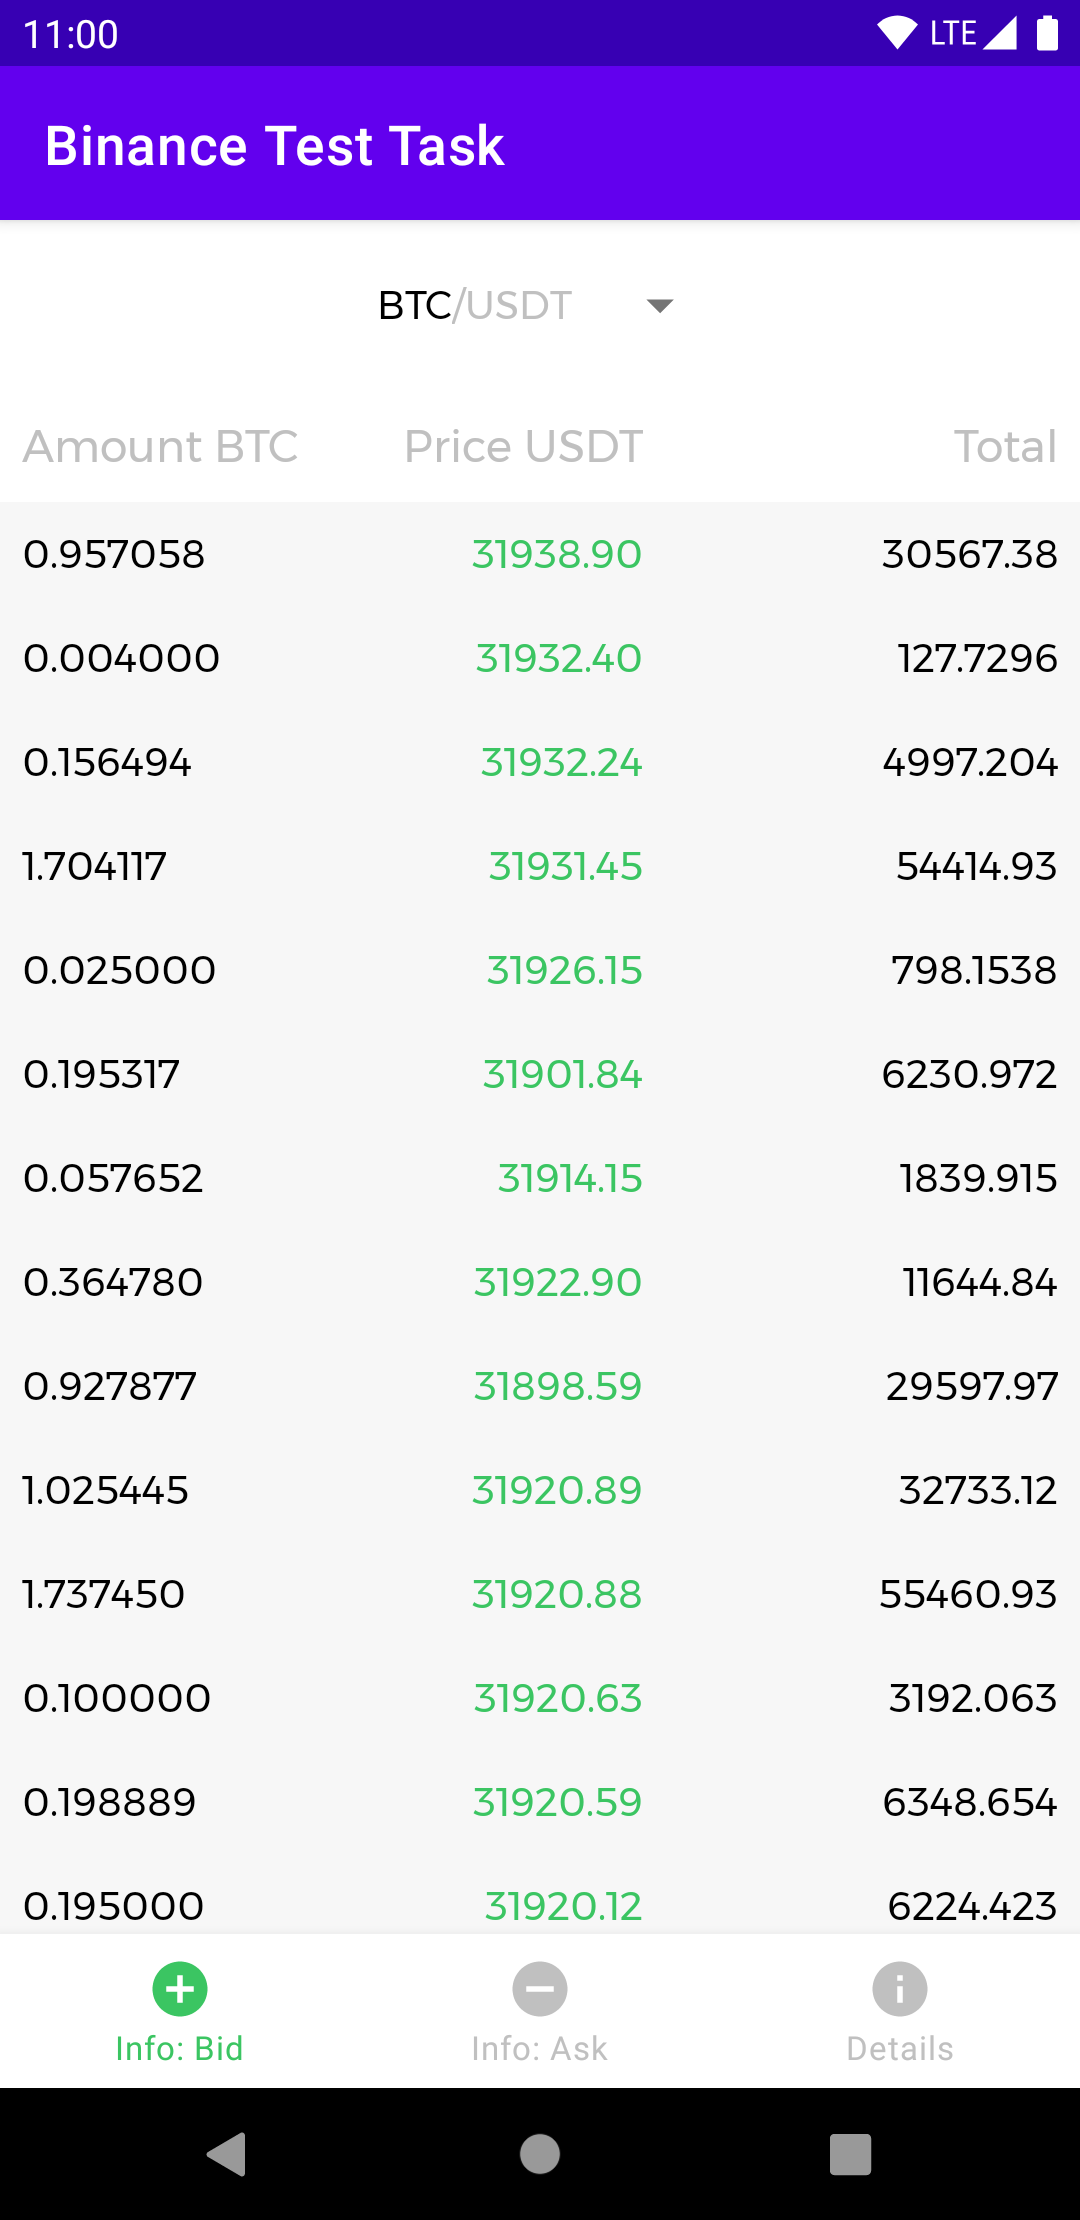 11:00 LTE
Binance Test Task
BTC/USDT
Amount BTC Price USDT Total
0.957058 31938.90 30567.38
0.004000 31932.40 127.7296
0.156494 31932.24 4997.204
1.704117 31931.45 54414.93
0.025000 31926.15 798.1538
0.195317 31901.84 6230.972
0.057652 31914.15 1839.915
0.364780 31922.90 11644.84
0.927877 31898.59 29597.97
1.025445 31920.89 32733.12
1.737450 31920.88 55460.93
0.100000 31920.63 3192.063
0.198889 31920.59 6348.654
0.195000 31920.12 6224.423
Info: Bid Info: Ask Details